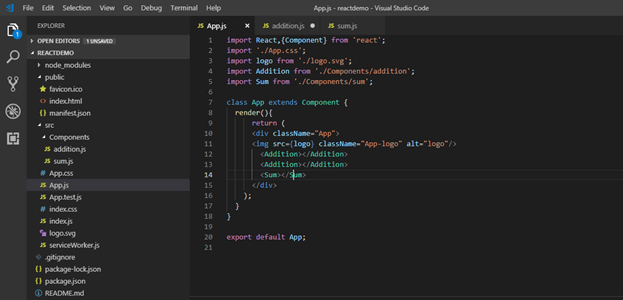 File Edit Selection View Go Debug Terminal Help
App.js - reactdemo - Visual Studio Code
EXPLORER
OPEN EDITORS 1 UNSAVED
REACTDEMO
node_modules
public
favicon.ico
index.html
manifest.json
src
Components
addition.js
sum.js
App.css
App.js
App.test.js
index.css
index.js
logo.svg
serviceWorker.js
.gitignore
package-lock.json
package.json
README.md
1
App.js addition.js sum.js
1 import React,{Component} from 'react';
2 import './App.css';
3 import logo from './logo.svg';
4 import Addition from './Components/addition';
5 import Sum from './Components/sum';
6
7 class App extends Component {
8 render(){
9 return (
10 <div className="App">
11 <img src={logo} className="App-logo" alt="logo"/>
12 <Addition></Addition>
13 <Addition></Addition>
14 <Sum></Sum>
15 </div>
16 );
17 }
18 }
19
20 export default App;
21